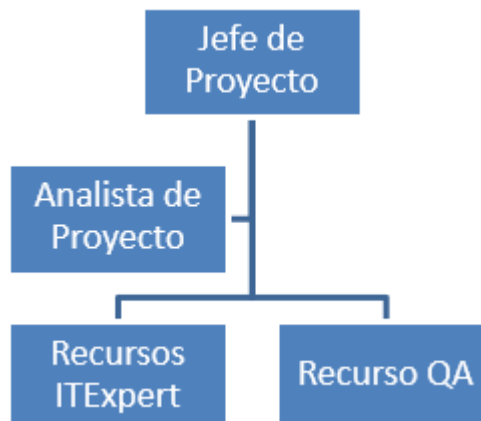 Jefe de
Proyecto
Analista de
Proyecto
Recursos
ITExpert
Recurso QA